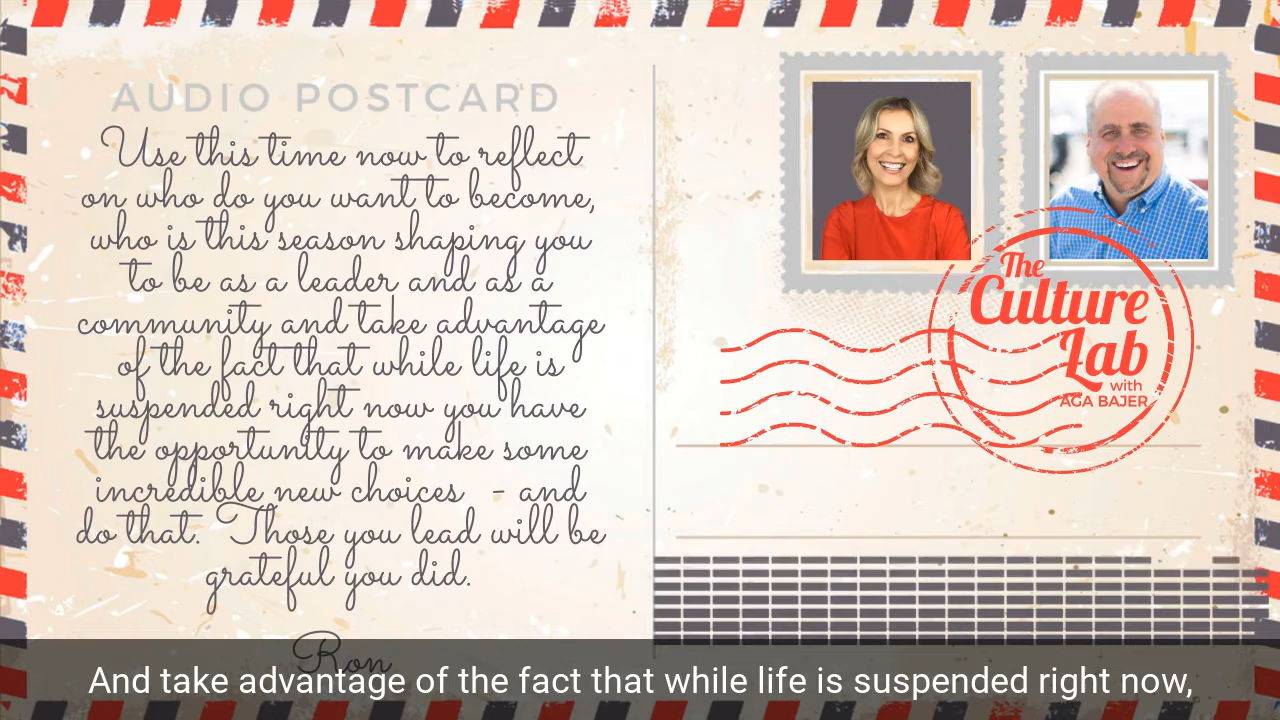 AUDIO POSTCARD
Use this time now to reflect
on who do you want to become,
who is this season shaping you
to be as a leader and as a
community and take advantage
of the fact that while life is
suspended right now you have
the opportunity to make some
incredible new choices - and
do that. Those you lead will be
grateful you did.
Ron
The
Culture
Lab
with
AGA BAJER
And take advantage of the fact that while life is suspended right now,